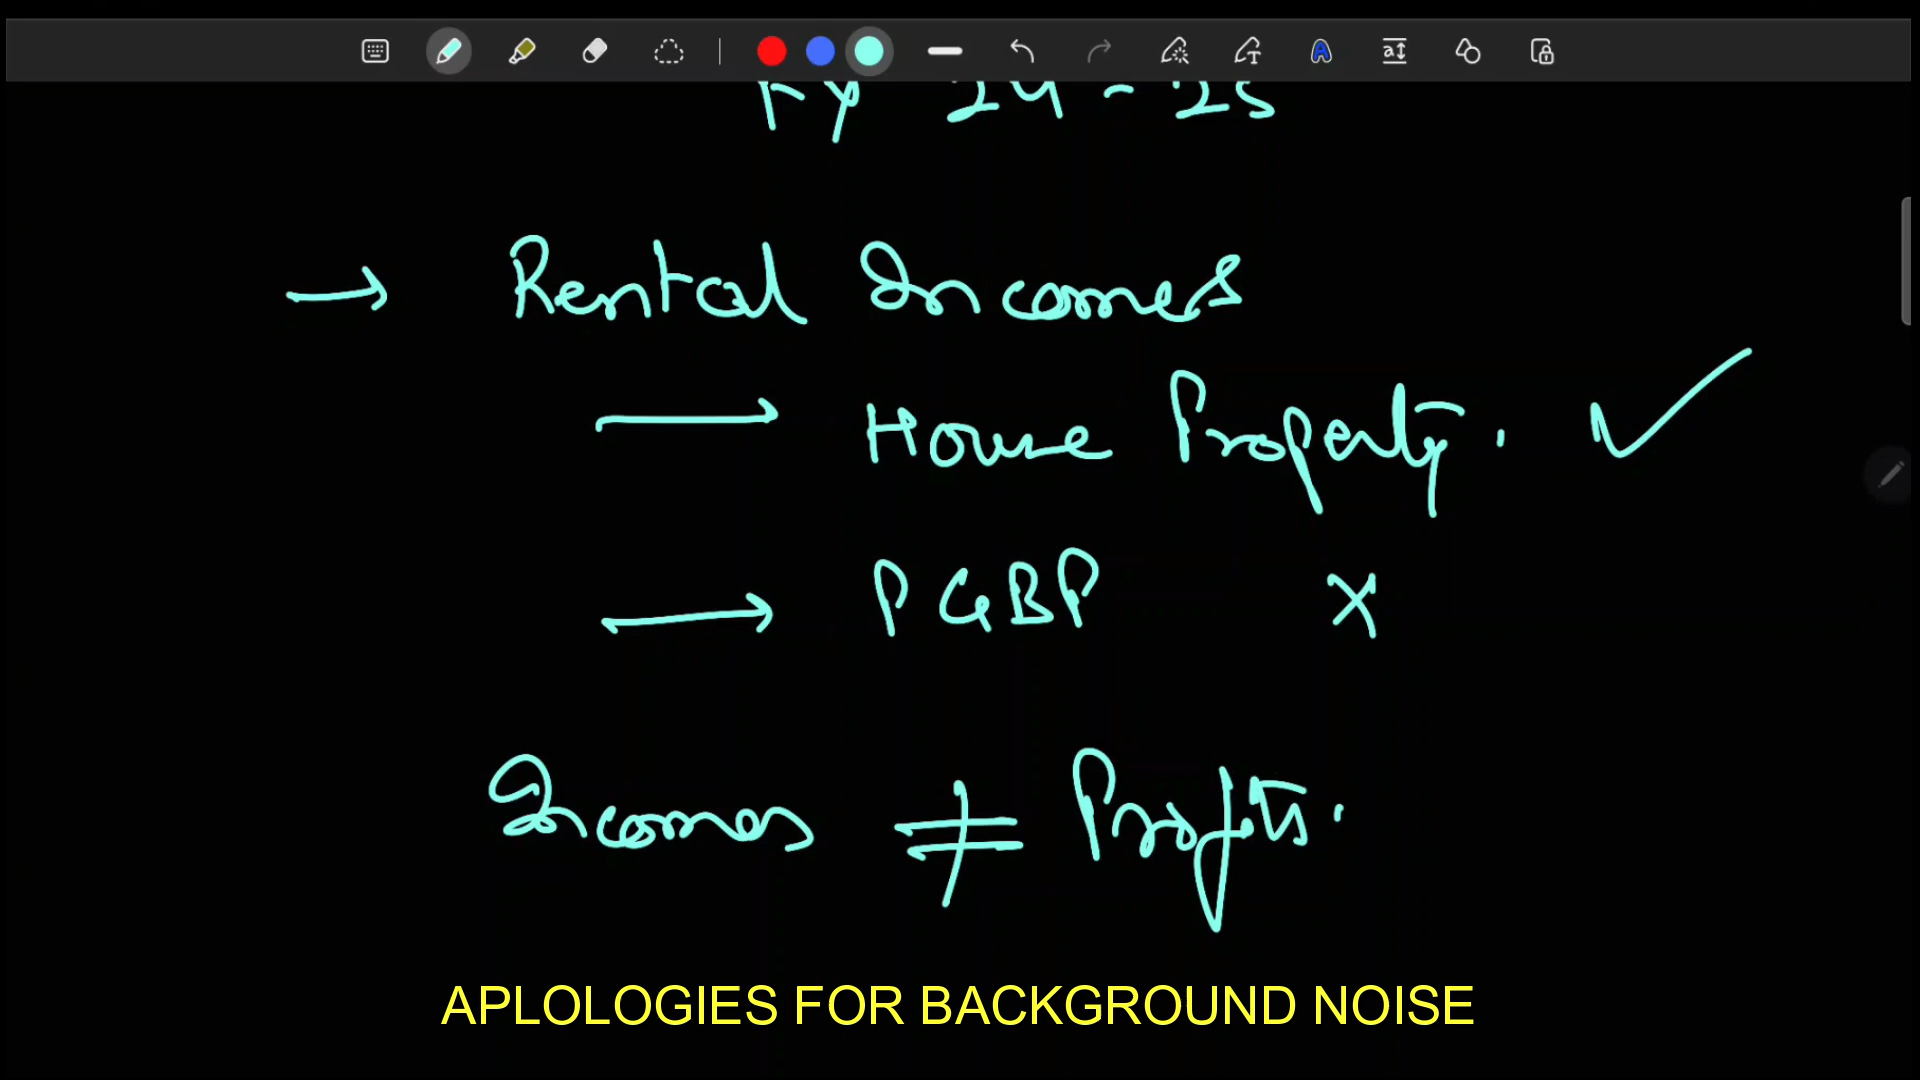 FY 24 - 25
→ Rental Incomes
→ House Property. ✓
→ PGBP ×
Incomes ≠ Profits.
APLOLOGIES FOR BACKGROUND NOISE